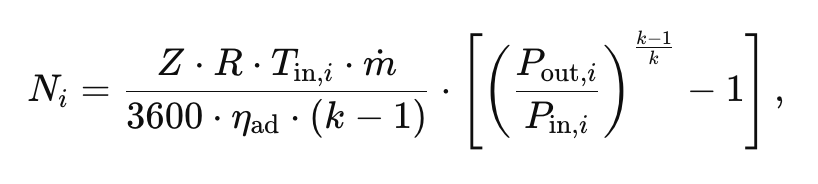 N_i = \frac{Z \cdot R \cdot T_{\text{in},i} \cdot \dot{m}}{3600 \cdot \eta_{\text{ad}} \cdot (k-1)} \cdot \left[ \left( \frac{P_{\text{out},i}}{P_{\text{in},i}} \right)^{\frac{k-1}{k}} - 1 \right],